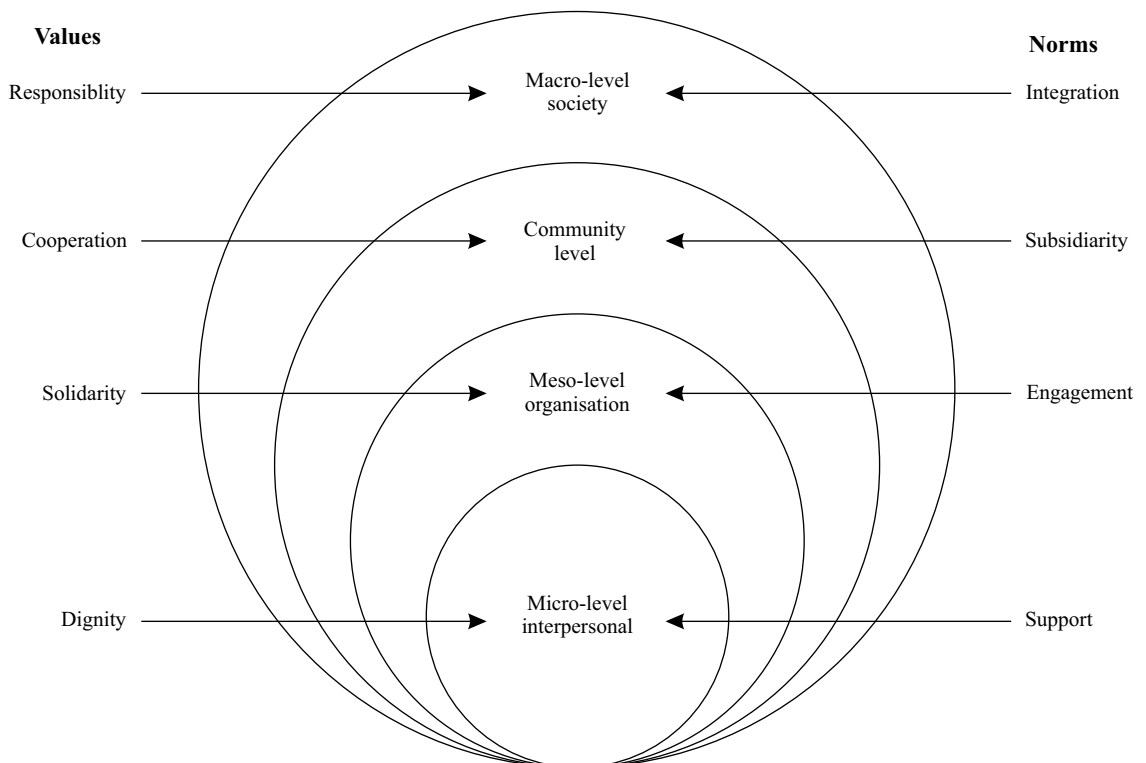 Values
Norms
Responsiblity
Macro-level
society
Integration
Cooperation
Community
level
Subsidiarity
Solidarity
Meso-level
organisation
Engagement
Dignity
Micro-level
interpersonal
Support